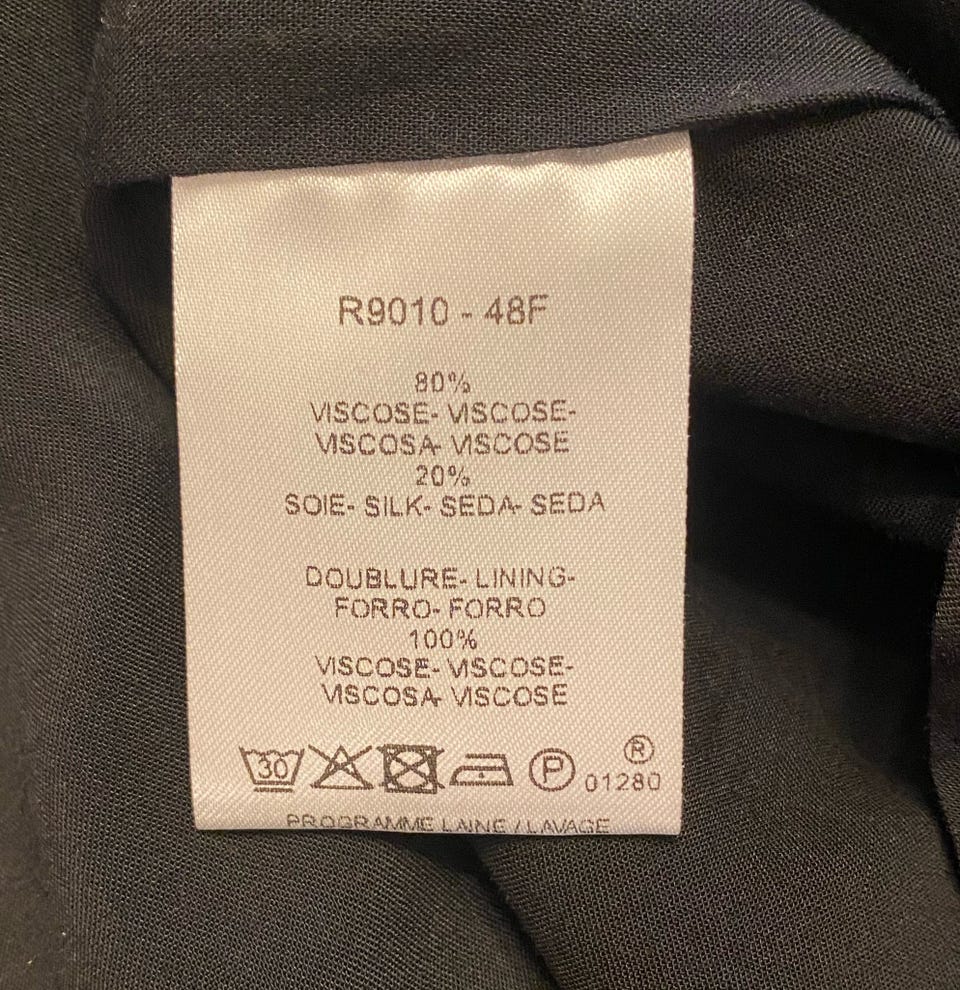 R9010 - 48F
80%
VISCOSE- VISCOSE-
VISCOSA- VISCOSE
20%
SOIE- SILK- SEDA- SEDA
DOUBLURE- LINING-
FORRO- FORRO
100%
VISCOSE- VISCOSE-
VISCOSA- VISCOSE
30 P ® 01280
PROGRAMME LAINE / LAVAGE